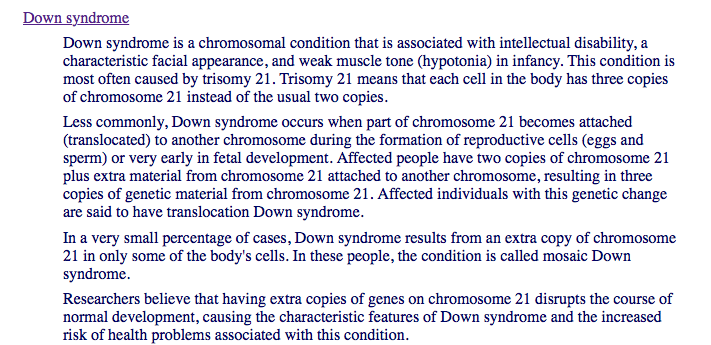 Down syndrome
Down syndrome is a chromosomal condition that is associated with intellectual disability, a
characteristic facial appearance, and weak muscle tone (hypotonia) in infancy. This condition is
most often caused by trisomy 21. Trisomy 21 means that each cell in the body has three copies
of chromosome 21 instead of the usual two copies.
Less commonly, Down syndrome occurs when part of chromosome 21 becomes attached
(translocated) to another chromosome during the formation of reproductive cells (eggs and
sperm) or very early in fetal development. Affected people have two copies of chromosome 21
plus extra material from chromosome 21 attached to another chromosome, resulting in three
copies of genetic material from chromosome 21. Affected individuals with this genetic change
are said to have translocation Down syndrome.
In a very small percentage of cases, Down syndrome results from an extra copy of chromosome
21 in only some of the body's cells. In these people, the condition is called mosaic Down
syndrome.
Researchers believe that having extra copies of genes on chromosome 21 disrupts the course of
normal development, causing the characteristic features of Down syndrome and the increased
risk of health problems associated with this condition.